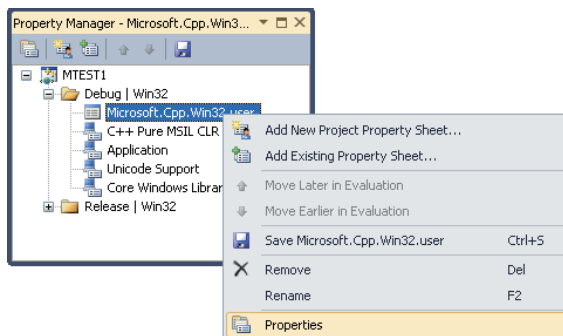 Property Manager - Microsoft.Cpp.Win3...
MTEST1
Debug | Win32
Microsoft.Cpp.Win32.user
C++ Pure MSIL CLR
Application
Unicode Support
Core Windows Librar
Release | Win32
Add New Project Property Sheet...
Add Existing Property Sheet...
Move Later in Evaluation
Move Earlier in Evaluation
Save Microsoft.Cpp.Win32.user Ctrl+S
Remove Del
Rename F2
Properties